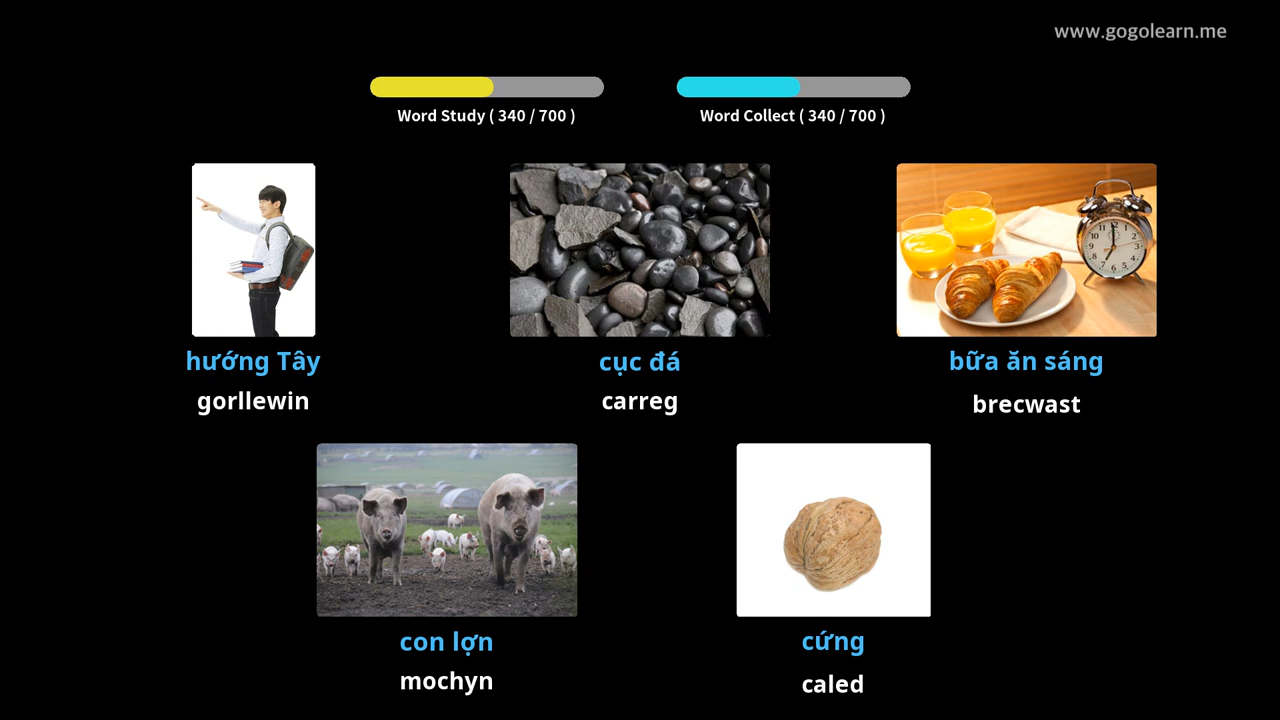 www.gogolearn.me
Word Study ( 340 / 700 )
Word Collect ( 340 / 700 )
hướng Tây
gorllewin
cục đá
carreg
bữa ăn sáng
brecwast
con lợn
mochyn
cứng
caled